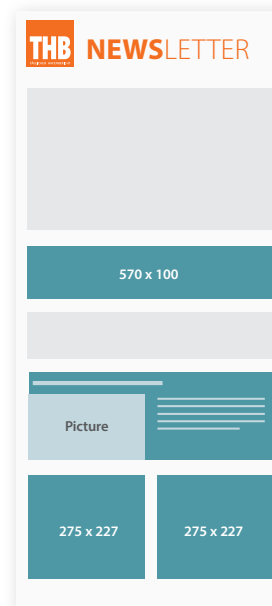 THB
NEWSLETTER
570 x 100
Picture
275 x 227
275 x 227